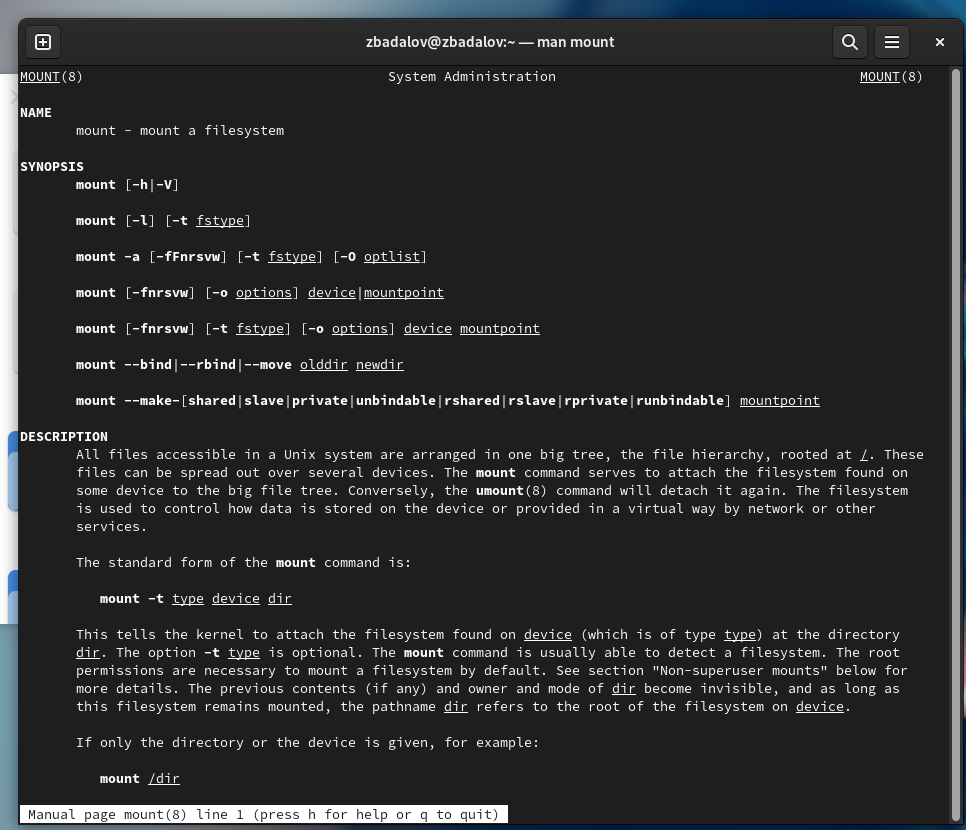 zbadalov@zbadalov:~ — man mount
MOUNT(8) System Administration MOUNT(8)
NAME
mount - mount a filesystem
SYNOPSIS
mount [-h|-V]
mount [-l] [-t fstype]
mount -a [-fFnrsvw] [-t fstype] [-O optlist]
mount [-fnrsvw] [-o options] device|mountpoint
mount [-fnrsvw] [-t fstype] [-o options] device mountpoint
mount --bind|--rbind|--move olddir newdir
mount --make-[shared|slave|private|unbindable|rshared|rslave|rprivate|runbindable] mountpoint
DESCRIPTION
All files accessible in a Unix system are arranged in one big tree, the file hierarchy, rooted at /. These
files can be spread out over several devices. The mount command serves to attach the filesystem found on
some device to the big file tree. Conversely, the umount(8) command will detach it again. The filesystem
is used to control how data is stored on the device or provided in a virtual way by network or other
services.
The standard form of the mount command is:
mount -t type device dir
This tells the kernel to attach the filesystem found on device (which is of type type) at the directory
dir. The option -t type is optional. The mount command is usually able to detect a filesystem. The root
permissions are necessary to mount a filesystem by default. See section "Non-superuser mounts" below for
more details. The previous contents (if any) and owner and mode of dir become invisible, and as long as
this filesystem remains mounted, the pathname dir refers to the root of the filesystem on device.
If only the directory or the device is given, for example:
mount /dir
Manual page mount(8) line 1 (press h for help or q to quit)